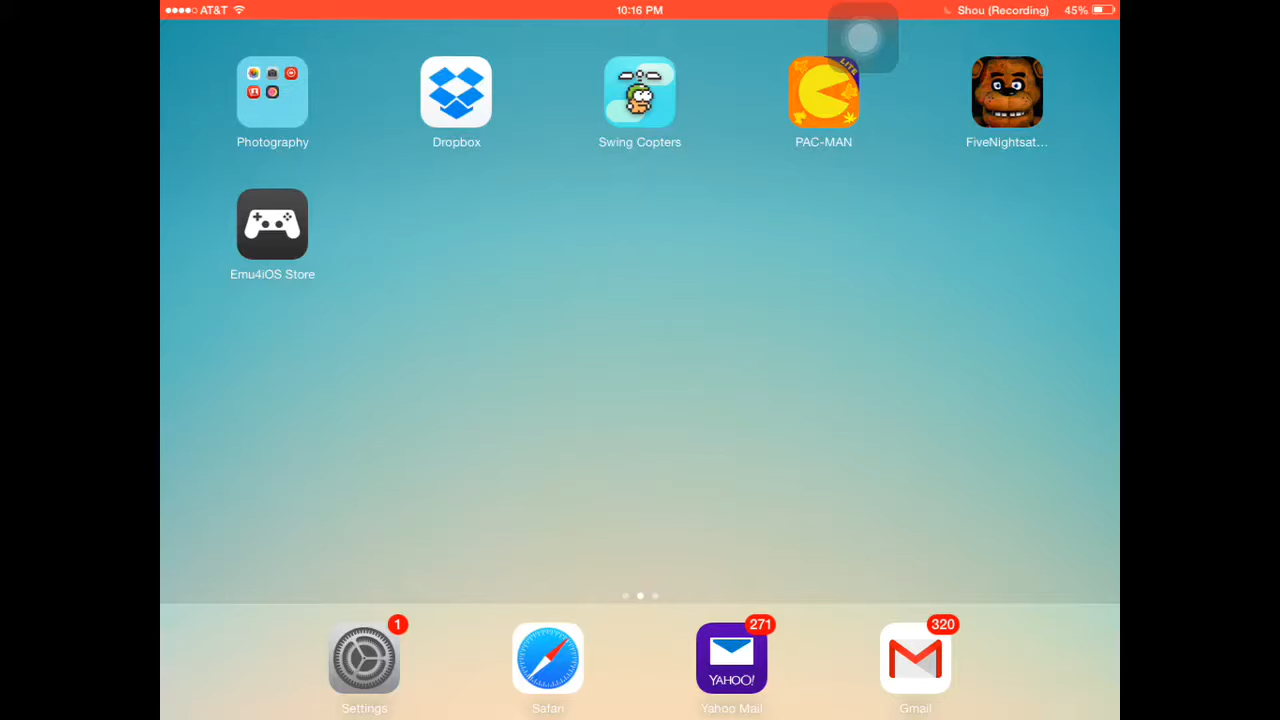 AT&T 10:16 PM Shou (Recording) 45%
LITE
Photography Dropbox Swing Copters PAC-MAN FiveNightsat...
Emu4iOS Store
1 271 320
YAHOO!
Settings Safari Yahoo Mail Gmail